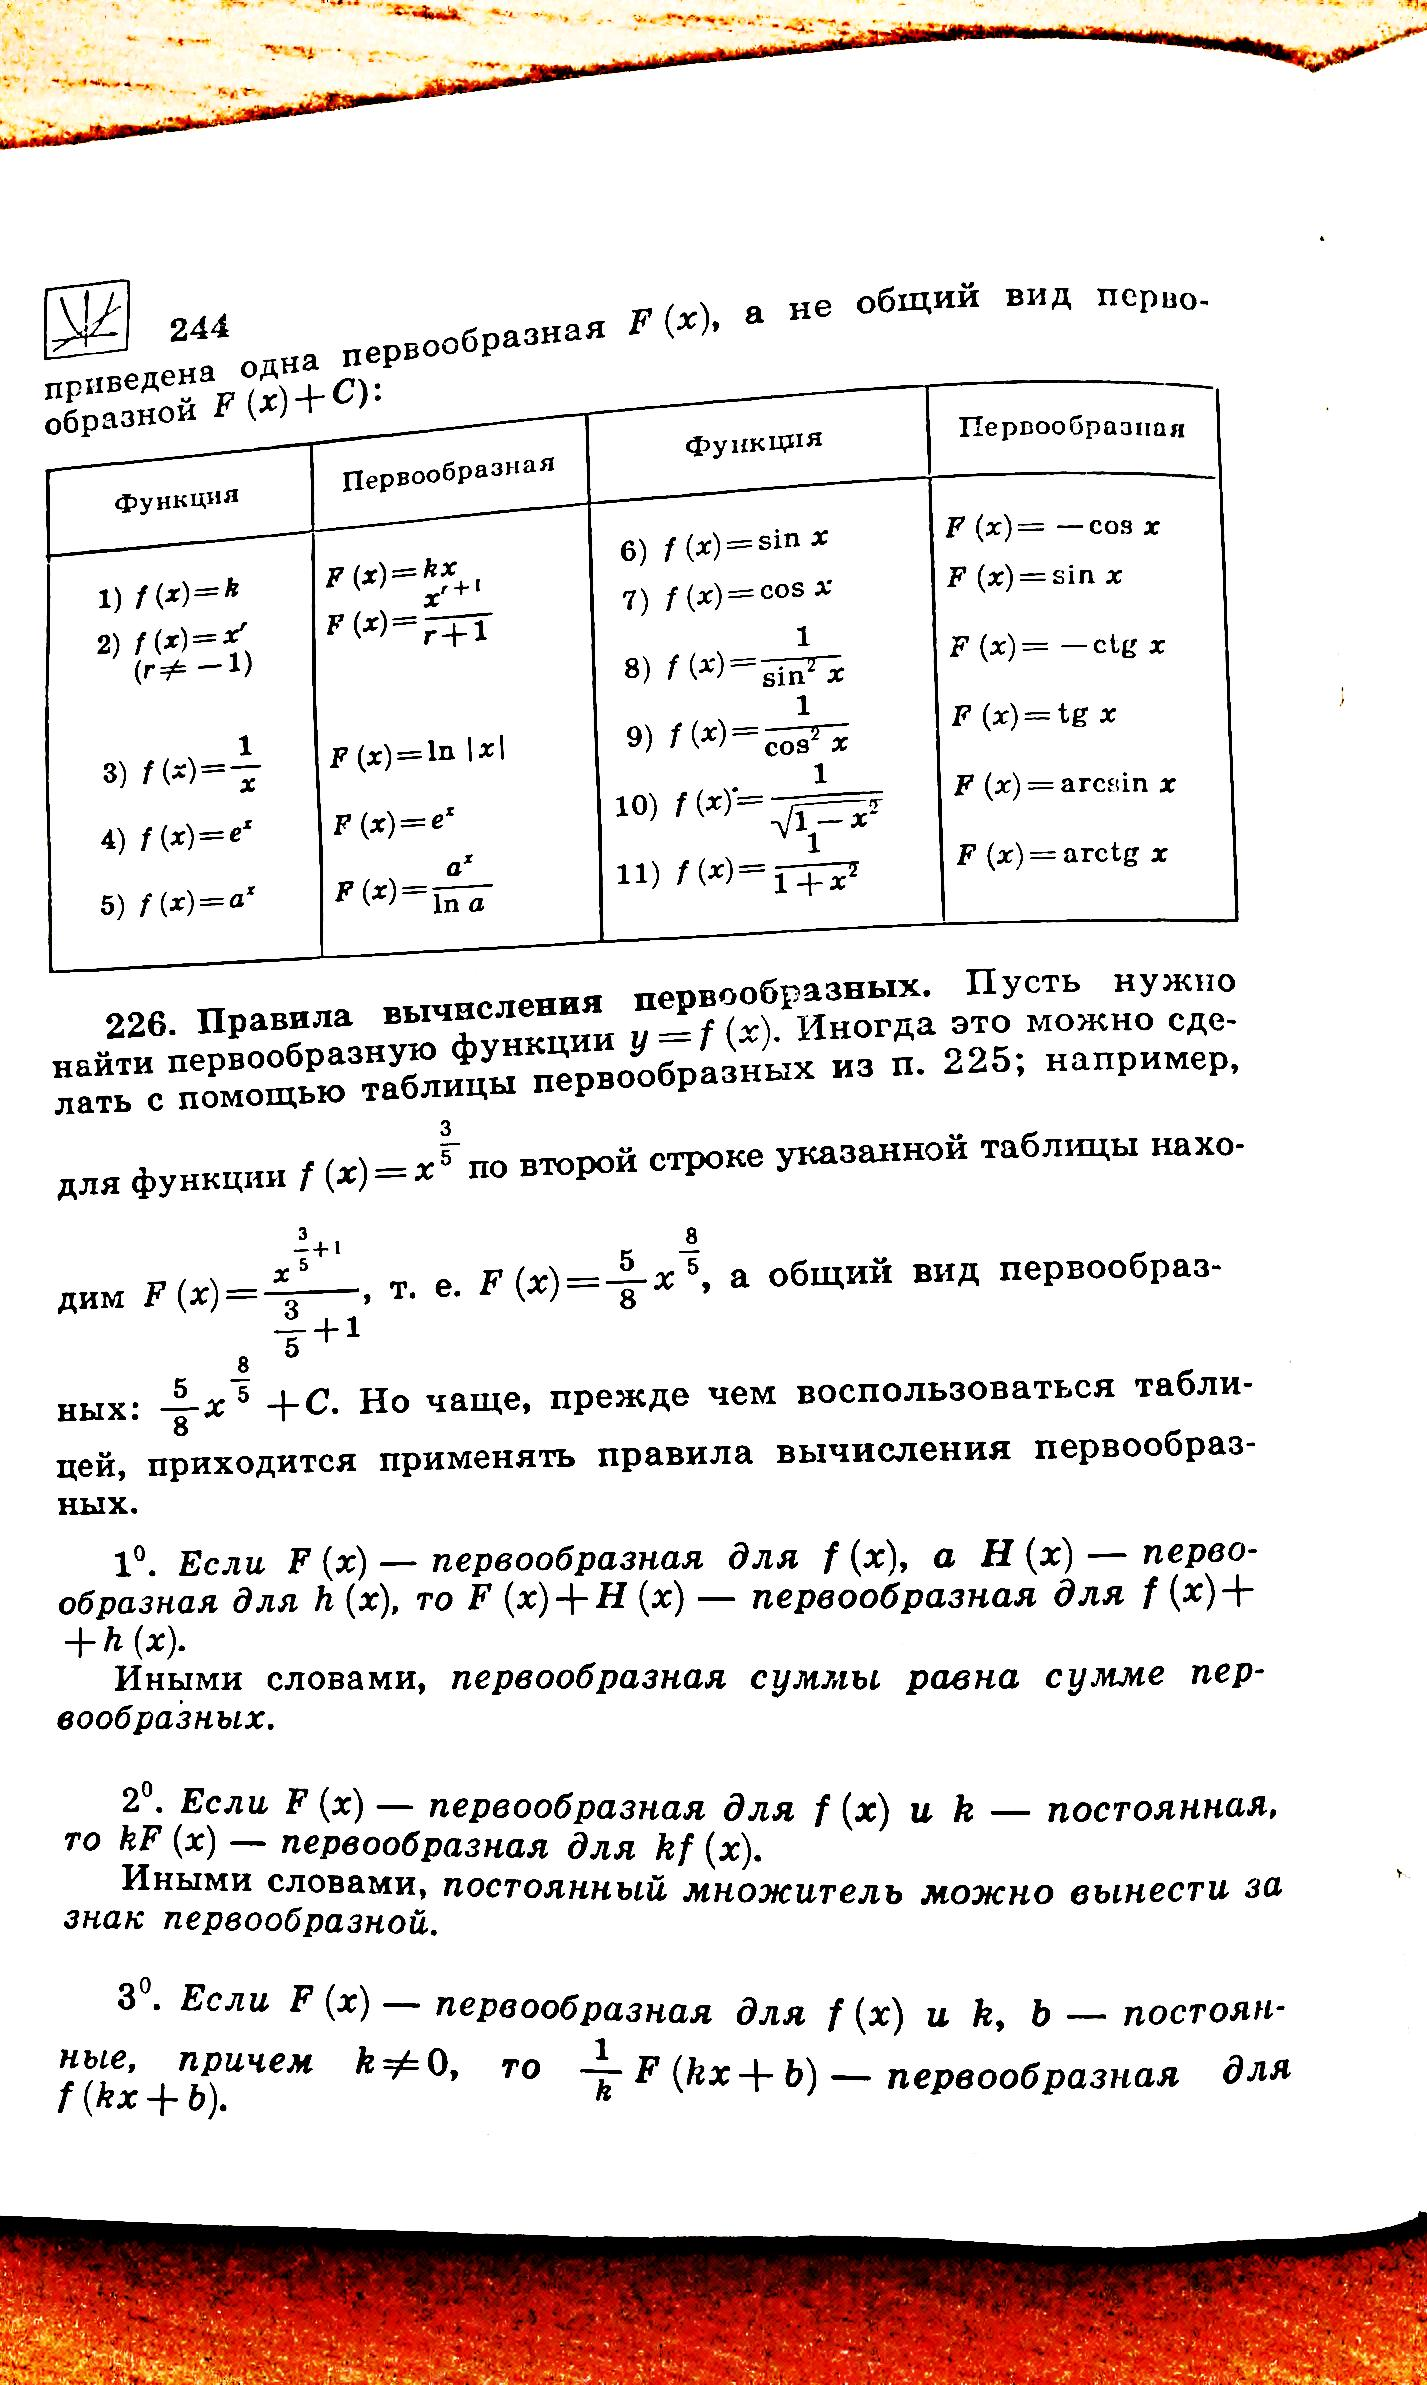 244
приведена одна первообразная F (x), а не общий вид перво-
образной F (x)+C):
Функция | Первообразная | Функция | Первообразная
1) f (x)=k | F (x)=kx | 6) f (x)=sin x | F (x)= —cos x
2) f (x)=x^r (r≠ —1) | F (x)=x^{r+1}/(r+1) | 7) f (x)=cos x | F (x)=sin x
3) f (x)=1/x | F (x)=ln |x| | 8) f (x)=1/sin² x | F (x)= —ctg x
4) f (x)=e^x | F (x)=e^x | 9) f (x)=1/cos² x | F (x)=tg x
5) f (x)=a^x | F (x)=a^x/ln a | 10) f (x)=1/√(1—x²) | F (x)=arcsin x
11) f (x)=1/(1+x²) | F (x)=arctg x
226. Правила вычисления первообразных. Пусть нужно
найти первообразную функции y=f (x). Иногда это можно сде-
лать с помощью таблицы первообразных из п. 225; например,
для функции f (x)=x^{3/5} по второй строке указанной таблицы нахо-
дим F (x)=x^{3/5+1}/(3/5+1), т. е. F (x)=5/8 x^{8/5}, а общий вид первообраз-
ных: 5/8 x^{8/5} +C. Но чаще, прежде чем воспользоваться табли-
цей, приходится применять правила вычисления первообраз-
ных.
1⁰. Если F (x) — первообразная для f (x), а H (x) — перво-
образная для h (x), то F (x)+H (x) — первообразная для f (x)+
+h (x).
Иными словами, первообразная суммы равна сумме пер-
вообразных.
2⁰. Если F (x) — первообразная для f (x) и k — постоянная,
то kF (x) — первообразная для kf (x).
Иными словами, постоянный множитель можно вынести за
знак первообразной.
3⁰. Если F (x) — первообразная для f (x) и k, b — постоян-
ные, причем k≠0, то 1/k F (kx+b) — первообразная для
f (kx+b).